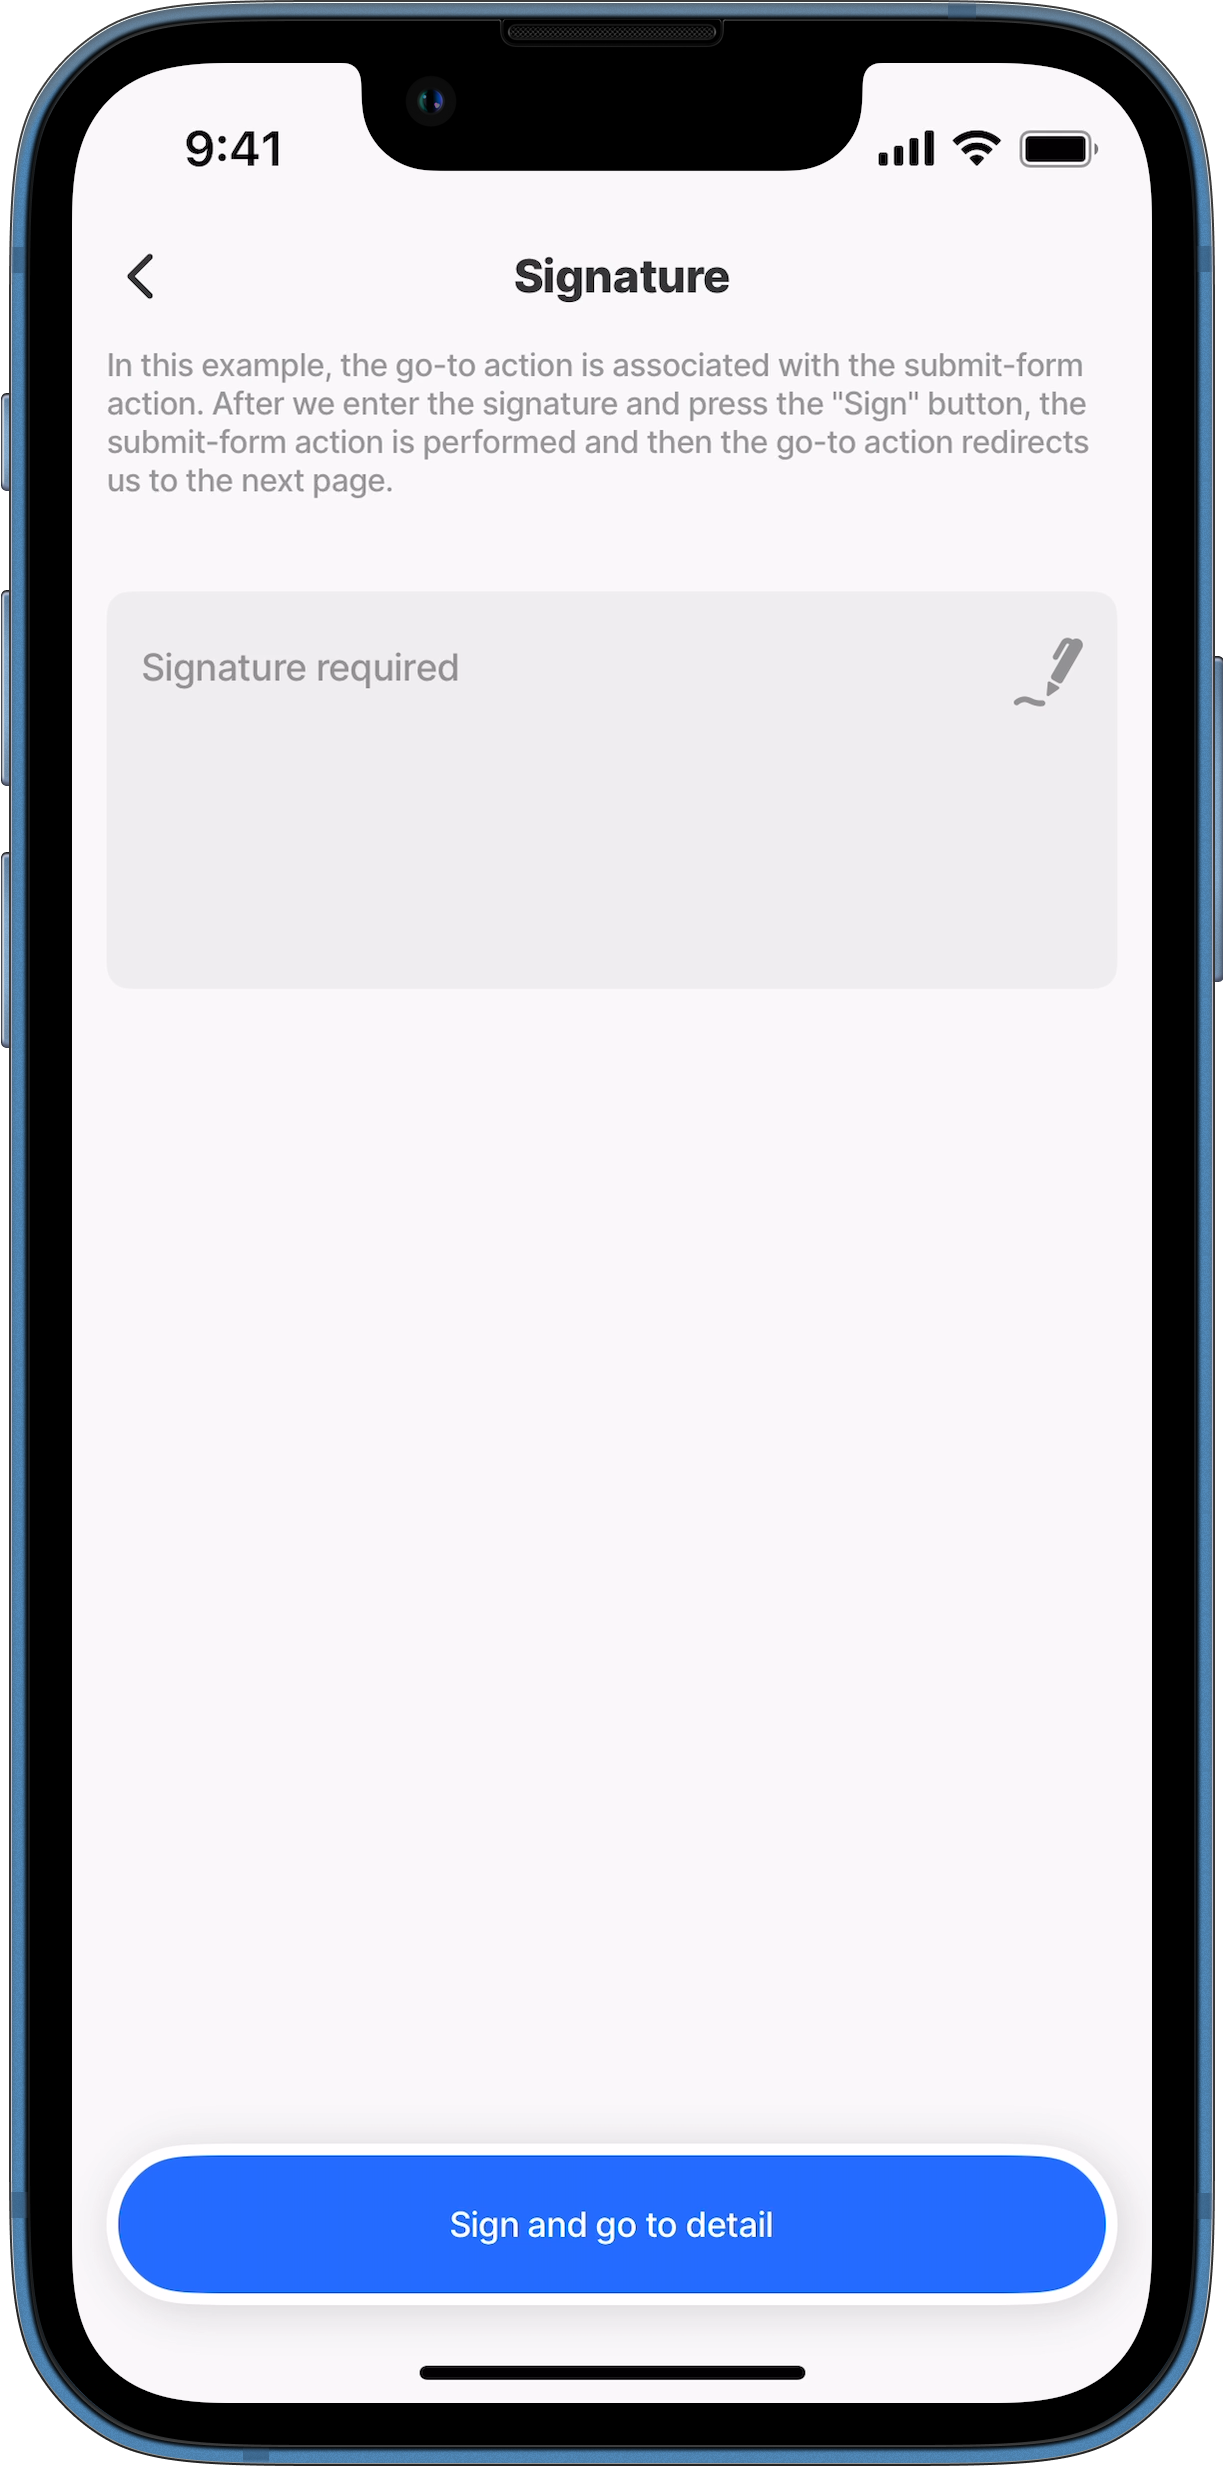 9:41
Signature
In this example, the go-to action is associated with the submit-form
action. After we enter the signature and press the "Sign" button, the
submit-form action is performed and then the go-to action redirects
us to the next page.
Signature required
Sign and go to detail